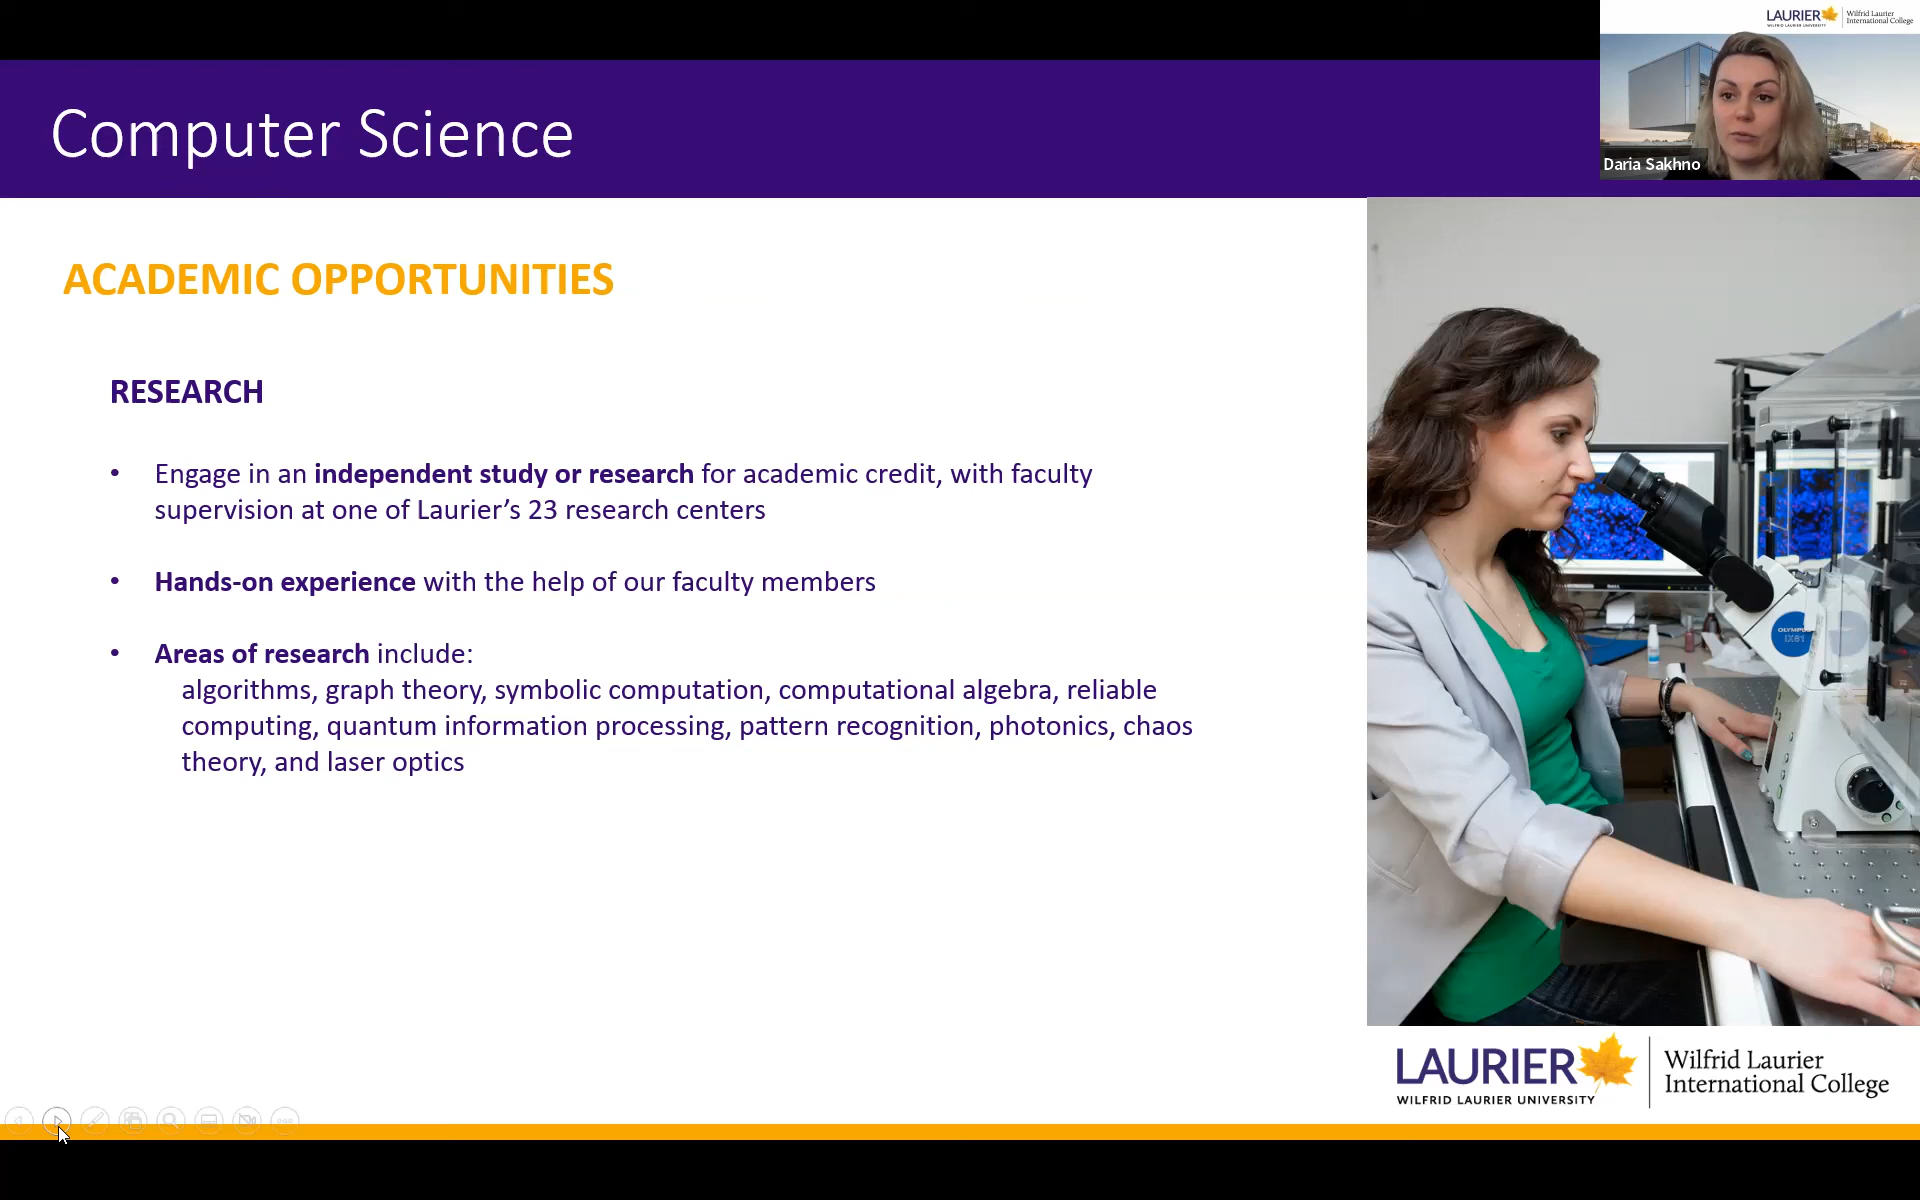 LAURIER
WILFRID LAURIER UNIVERSITY
Wilfrid Laurier
International College
Computer Science
Daria Sakhno
ACADEMIC OPPORTUNITIES
RESEARCH
• Engage in an independent study or research for academic credit, with faculty
supervision at one of Laurier’s 23 research centers
• Hands-on experience with the help of our faculty members
• Areas of research include:
algorithms, graph theory, symbolic computation, computational algebra, reliable
computing, quantum information processing, pattern recognition, photonics, chaos
theory, and laser optics
OLYMPUS
IX81
DELL
LAURIER
WILFRID LAURIER UNIVERSITY
Wilfrid Laurier
International College